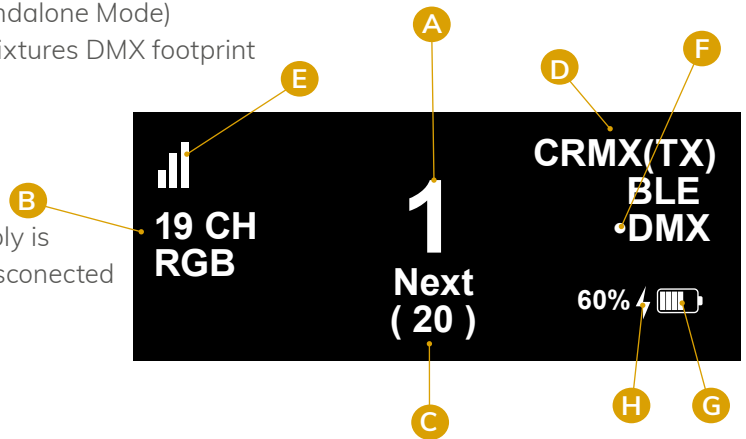 ndalone Mode)
ixtures DMX footprint
A
F
D
E
CRMX(TX)
BLE
•DMX
1
B
19 CH
RGB
ly is
sconected
Next
( 20 )
60%
H
G
C